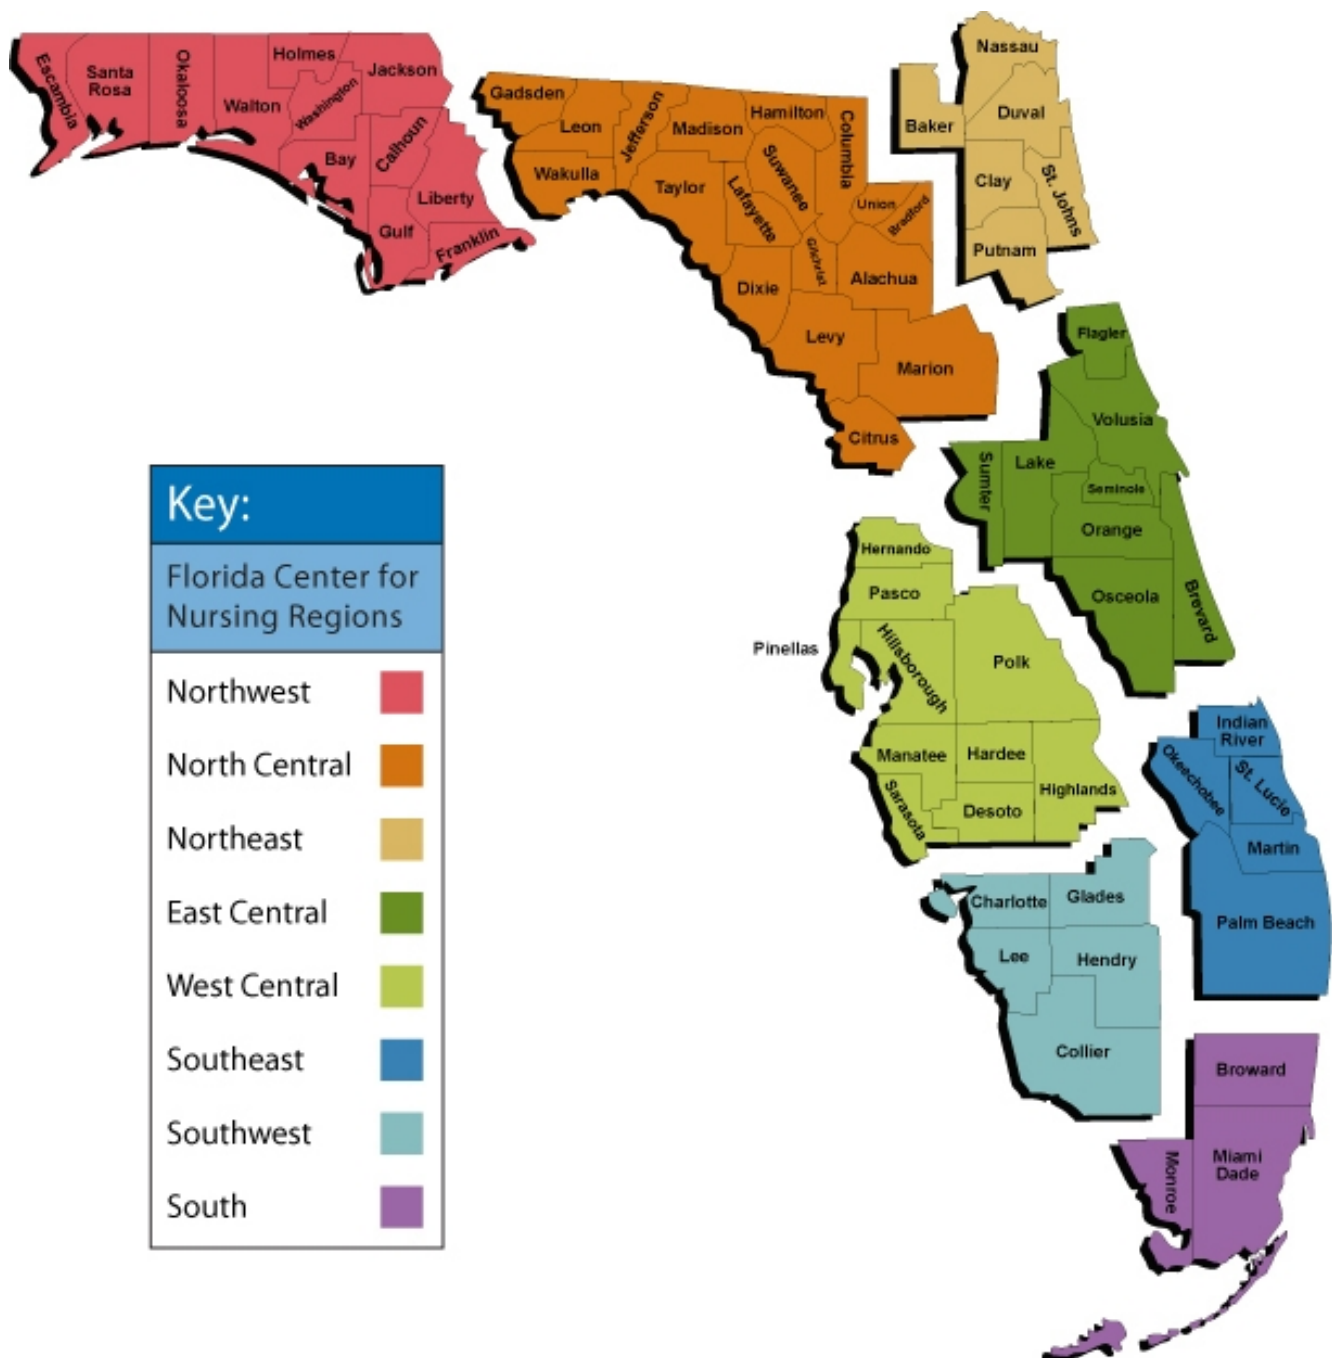 Escambia
Santa
Rosa
Okaloosa
Walton
Holmes
Washington
Jackson
Bay
Calhoun
Liberty
Gulf
Franklin
Gadsden
Leon
Jefferson
Madison
Hamilton
Columbia
Wakulla
Taylor
Lafayette
Suwanee
Union
Bradford
Dixie
Gilchrist
Alachua
Levy
Marion
Citrus
Nassau
Baker
Duval
Clay
St. Johns
Putnam
Flagler
Volusia
Sumter
Lake
Seminole
Orange
Osceola
Brevard
Hernando
Pasco
Pinellas
Hillsborough
Polk
Manatee
Hardee
Highlands
Sarasota
Desoto
Indian
River
Okeechobee
St. Lucie
Martin
Palm Beach
Charlotte
Glades
Lee
Hendry
Collier
Broward
Miami
Dade
Monroe
Key:
Florida Center for
Nursing Regions
Northwest
North Central
Northeast
East Central
West Central
Southeast
Southwest
South